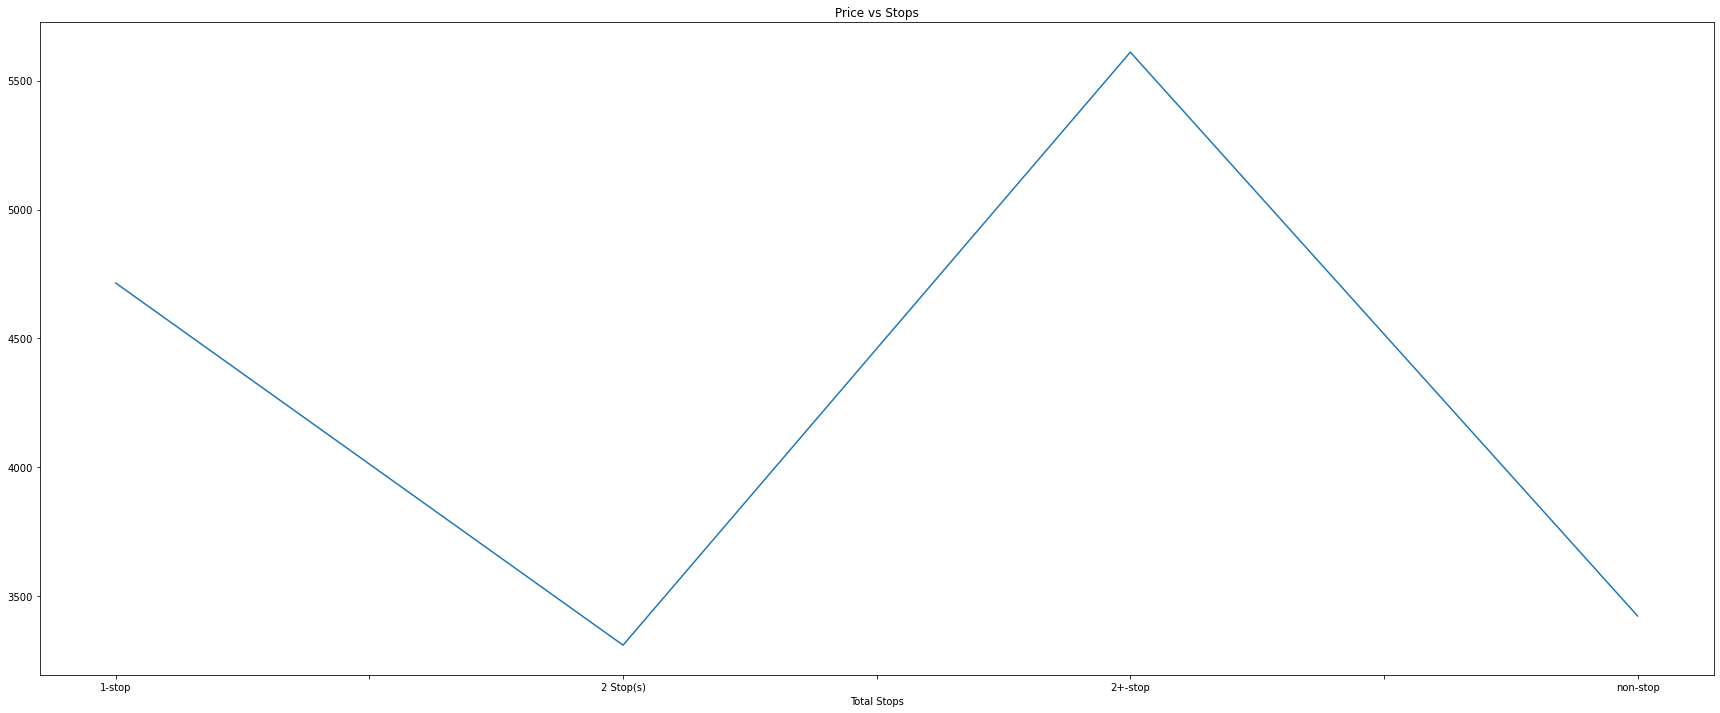 Price vs Stops
5500
5000
4500
4000
3500
1-stop
2 Stop(s)
2+-stop
non-stop
Total Stops